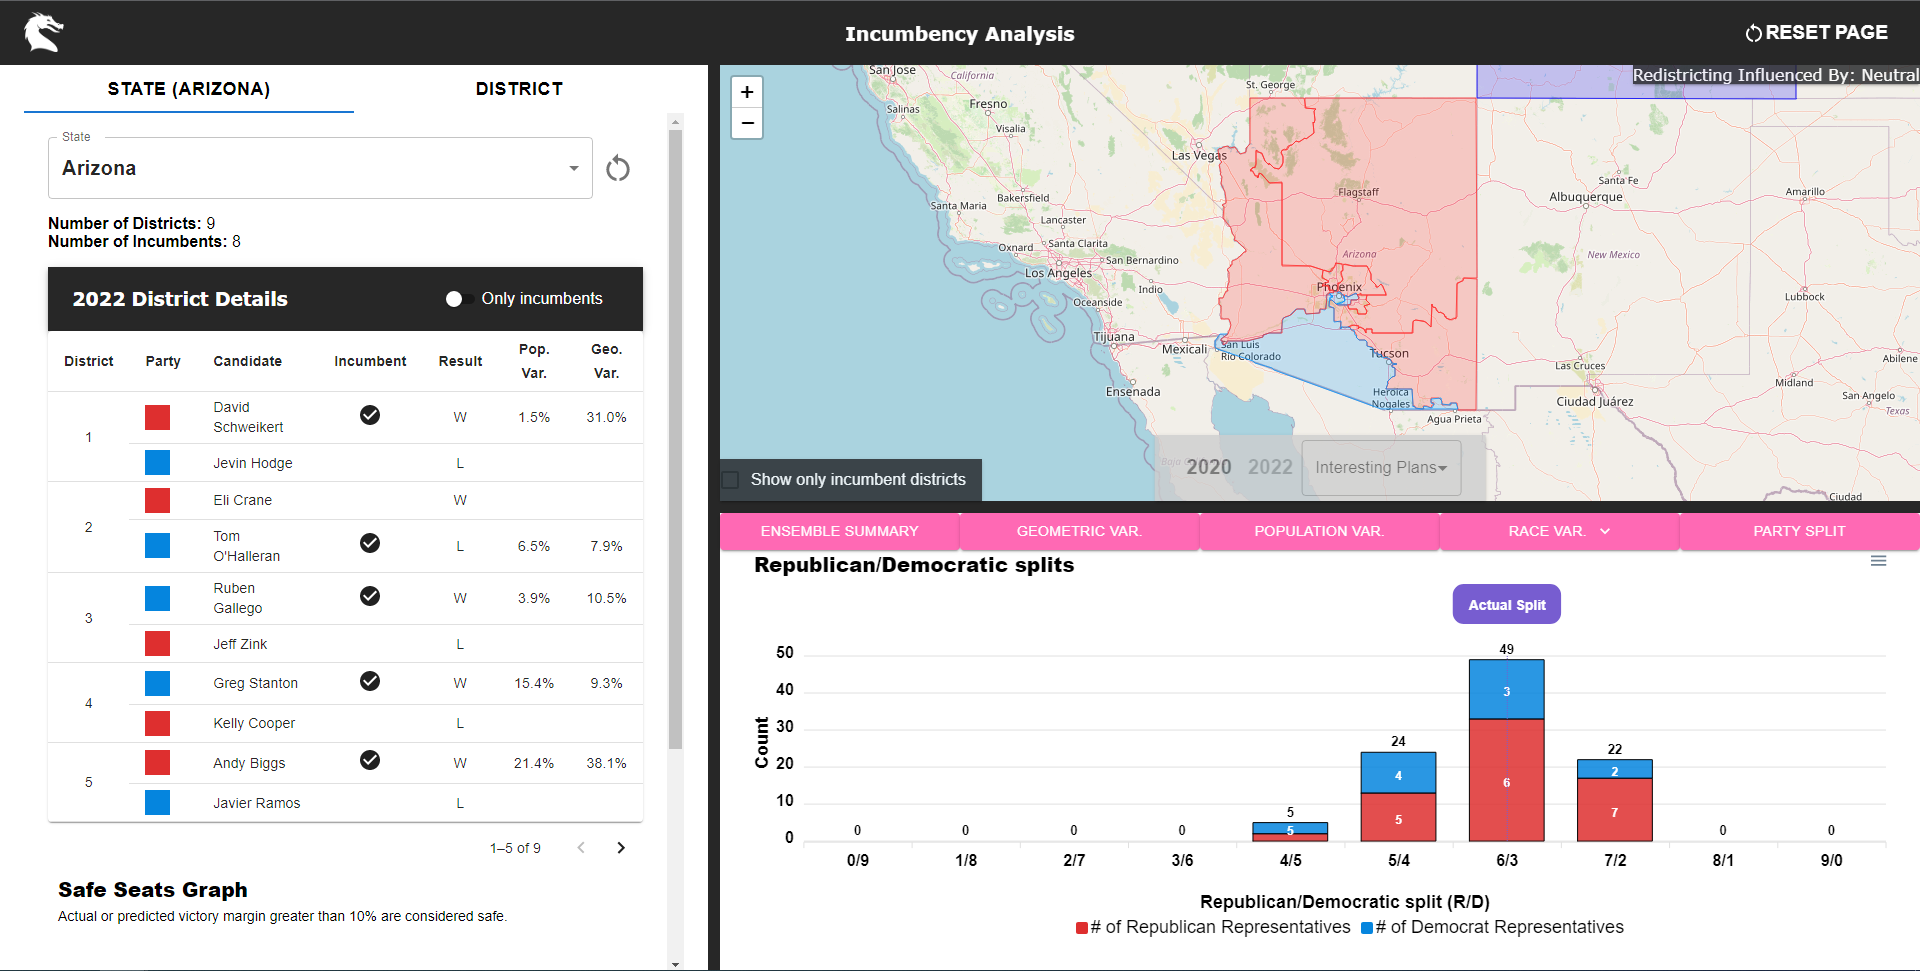 Incumbency Analysis
RESET PAGE
STATE (ARIZONA)
DISTRICT
State
Arizona
Number of Districts: 9
Number of Incumbents: 8
2022 District Details
Only incumbents
District Party Candidate Incumbent Result Pop. Var. Geo. Var.
1
David Schweikert W 1.5% 31.0%
Jevin Hodge L
2
Eli Crane W
Tom O'Halleran L 6.5% 7.9%
3
Ruben Gallego W 3.9% 10.5%
Jeff Zink L
4
Greg Stanton W 15.4% 9.3%
Kelly Cooper L
5
Andy Biggs W 21.4% 38.1%
Javier Ramos L
1–5 of 9
Safe Seats Graph
Actual or predicted victory margin greater than 10% are considered safe.
+
−
Redistricting Influenced By: Neutral
San Jose
California
St. George
Fresno
Salinas
Visalia
Las Vegas
Santa Fe
Flagstaff
Amarillo
Albuquerque
Bakersfield
Santa Maria
Lancaster
Oxnard
Santa Clarita
San Bernardino
Arizona
New Mexico
Los Angeles
Indio
Phoenix
Lubbock
Oceanside
Tijuana
Mexicali
San Luis
Río Colorado
Tucson
Abilene
Las Cruces
Midland
Ensenada
Heroica
Nogales
Ciudad Juárez
San Angelo
Texas
Agua Prieta
Ciudad
Show only incumbent districts
2020 2022 Interesting Plans
ENSEMBLE SUMMARY
GEOMETRIC VAR.
POPULATION VAR.
RACE VAR.
PARTY SPLIT
Republican/Democratic splits
Actual Split
Count
50
40
30
20
10
0
0 0 0 0 5 24 49 22 0 0
5
4
5
3
6
2
7
0/9 1/8 2/7 3/6 4/5 5/4 6/3 7/2 8/1 9/0
Republican/Democratic split (R/D)
# of Republican Representatives # of Democrat Representatives